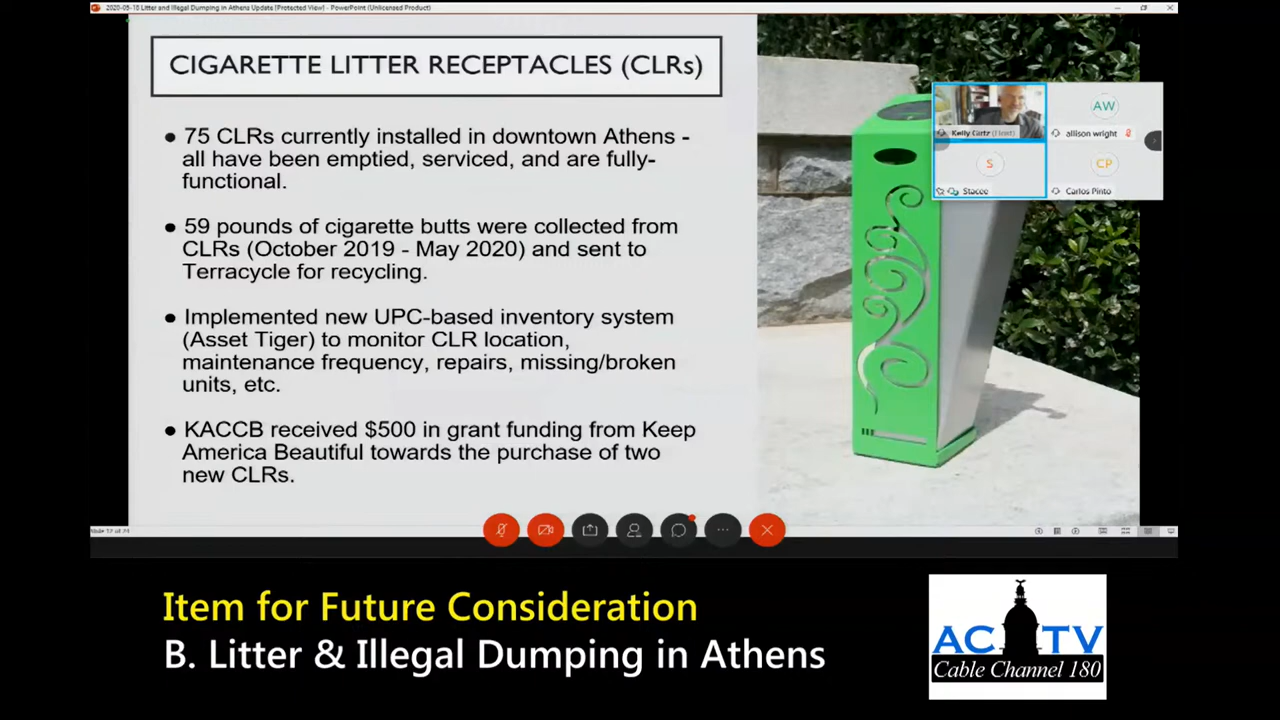 2020-05-18 Litter and Illegal Dumping in Athens Update [Protected View] - PowerPoint (Unlicensed Product)
CIGARETTE LITTER RECEPTACLES (CLRs)
● 75 CLRs currently installed in downtown Athens -
all have been emptied, serviced, and are fully-
functional.
● 59 pounds of cigarette butts were collected from
CLRs (October 2019 - May 2020) and sent to
Terracycle for recycling.
● Implemented new UPC-based inventory system
(Asset Tiger) to monitor CLR location,
maintenance frequency, repairs, missing/broken
units, etc.
● KACCB received $500 in grant funding from Keep
America Beautiful towards the purchase of two
new CLRs.
AW
Kelly Girtz (Host)
allison wright
S
CP
Stacee
Carlos Pinto
Item for Future Consideration
B. Litter & Illegal Dumping in Athens
ACTV
Cable Channel 180